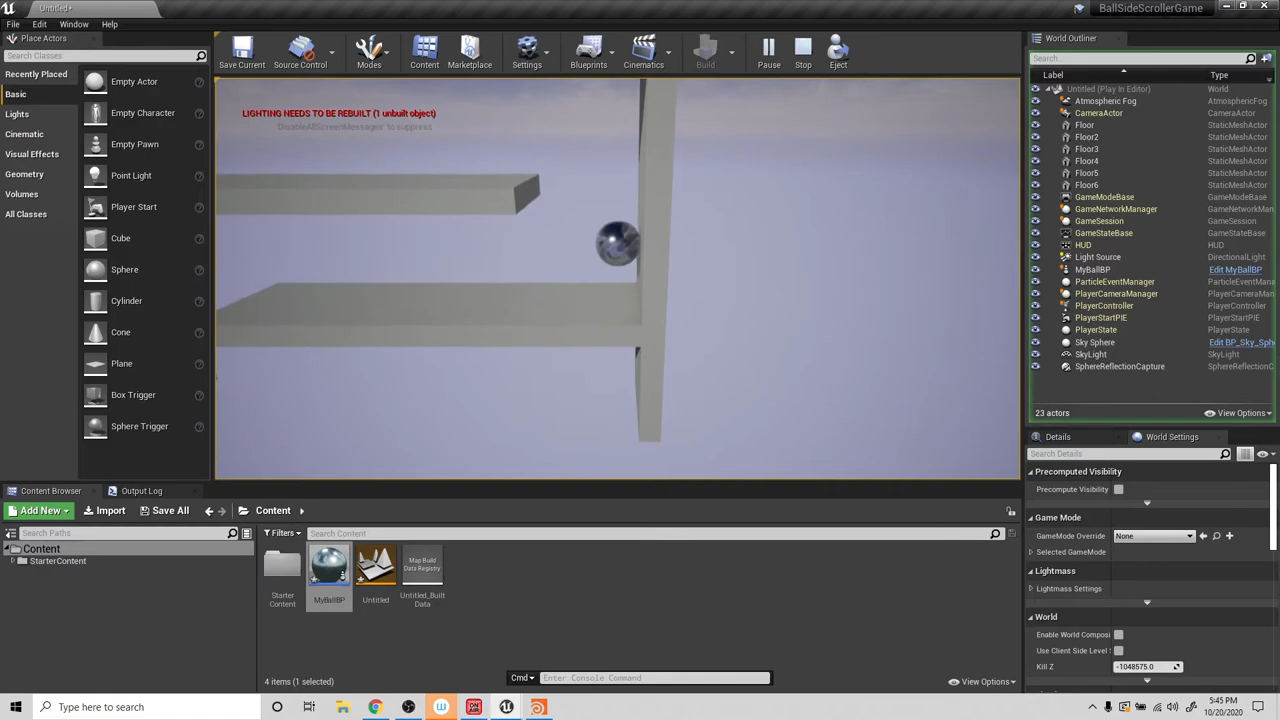 Untitled*
BallSideScrollerGame
File Edit Window Help
Place Actors
Search Classes
Recently Placed
Basic
Lights
Cinematic
Visual Effects
Geometry
Volumes
All Classes
Empty Actor
Empty Character
Empty Pawn
Point Light
Player Start
Cube
Sphere
Cylinder
Cone
Plane
Box Trigger
Sphere Trigger
Save Current
Source Control
Modes
Content
Marketplace
Settings
Blueprints
Cinematics
Build
Pause
Stop
Eject
LIGHTING NEEDS TO BE REBUILT (1 unbuilt object)
'DisableAllScreenMessages' to suppress
World Outliner
Search...
Label Type
Untitled (Play In Editor) World
Atmospheric Fog AtmosphericFog
CameraActor CameraActor
Floor StaticMeshActor
Floor2 StaticMeshActor
Floor3 StaticMeshActor
Floor4 StaticMeshActor
Floor5 StaticMeshActor
Floor6 StaticMeshActor
GameModeBase GameModeBase
GameNetworkManager GameNetworkMan
GameSession GameSession
GameStateBase GameStateBase
HUD HUD
Light Source DirectionalLight
MyBallBP Edit MyBallBP
ParticleEventManager ParticleEventMana
PlayerCameraManager PlayerCameraMan
PlayerController PlayerController
PlayerStartPIE PlayerStartPIE
PlayerState PlayerState
Sky Sphere Edit BP_Sky_Sph
SkyLight SkyLight
SphereReflectionCapture SphereReflectionC
23 actors View Options
Details World Settings
Search Details
Precomputed Visibility
Precompute Visibility
Game Mode
GameMode Override None
Selected GameMode
Lightmass
Lightmass Settings
World
Enable World Composi
Use Client Side Level S
Kill Z -1048575.0
Content Browser Output Log
Add New Import Save All Content
Search Paths
Content
StarterContent
Filters Search Content
Starter Content
MyBallBP
Untitled
Map Build Data Registry
Untitled_Built Data
4 items (1 selected) View Options
Cmd Enter Console Command
Type here to search
5:45 PM
10/20/2020